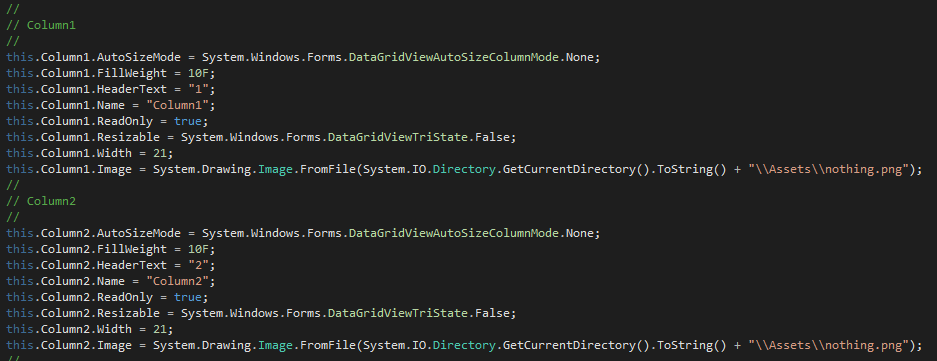 //
// Column1
//
this.Column1.AutoSizeMode = System.Windows.Forms.DataGridViewAutoSizeColumnMode.None;
this.Column1.FillWeight = 10F;
this.Column1.HeaderText = "1";
this.Column1.Name = "Column1";
this.Column1.ReadOnly = true;
this.Column1.Resizable = System.Windows.Forms.DataGridViewTriState.False;
this.Column1.Width = 21;
this.Column1.Image = System.Drawing.Image.FromFile(System.IO.Directory.GetCurrentDirectory().ToString() + "\\Assets\\nothing.png");
//
// Column2
//
this.Column2.AutoSizeMode = System.Windows.Forms.DataGridViewAutoSizeColumnMode.None;
this.Column2.FillWeight = 10F;
this.Column2.HeaderText = "2";
this.Column2.Name = "Column2";
this.Column2.ReadOnly = true;
this.Column2.Resizable = System.Windows.Forms.DataGridViewTriState.False;
this.Column2.Width = 21;
this.Column2.Image = System.Drawing.Image.FromFile(System.IO.Directory.GetCurrentDirectory().ToString() + "\\Assets\\nothing.png");
//